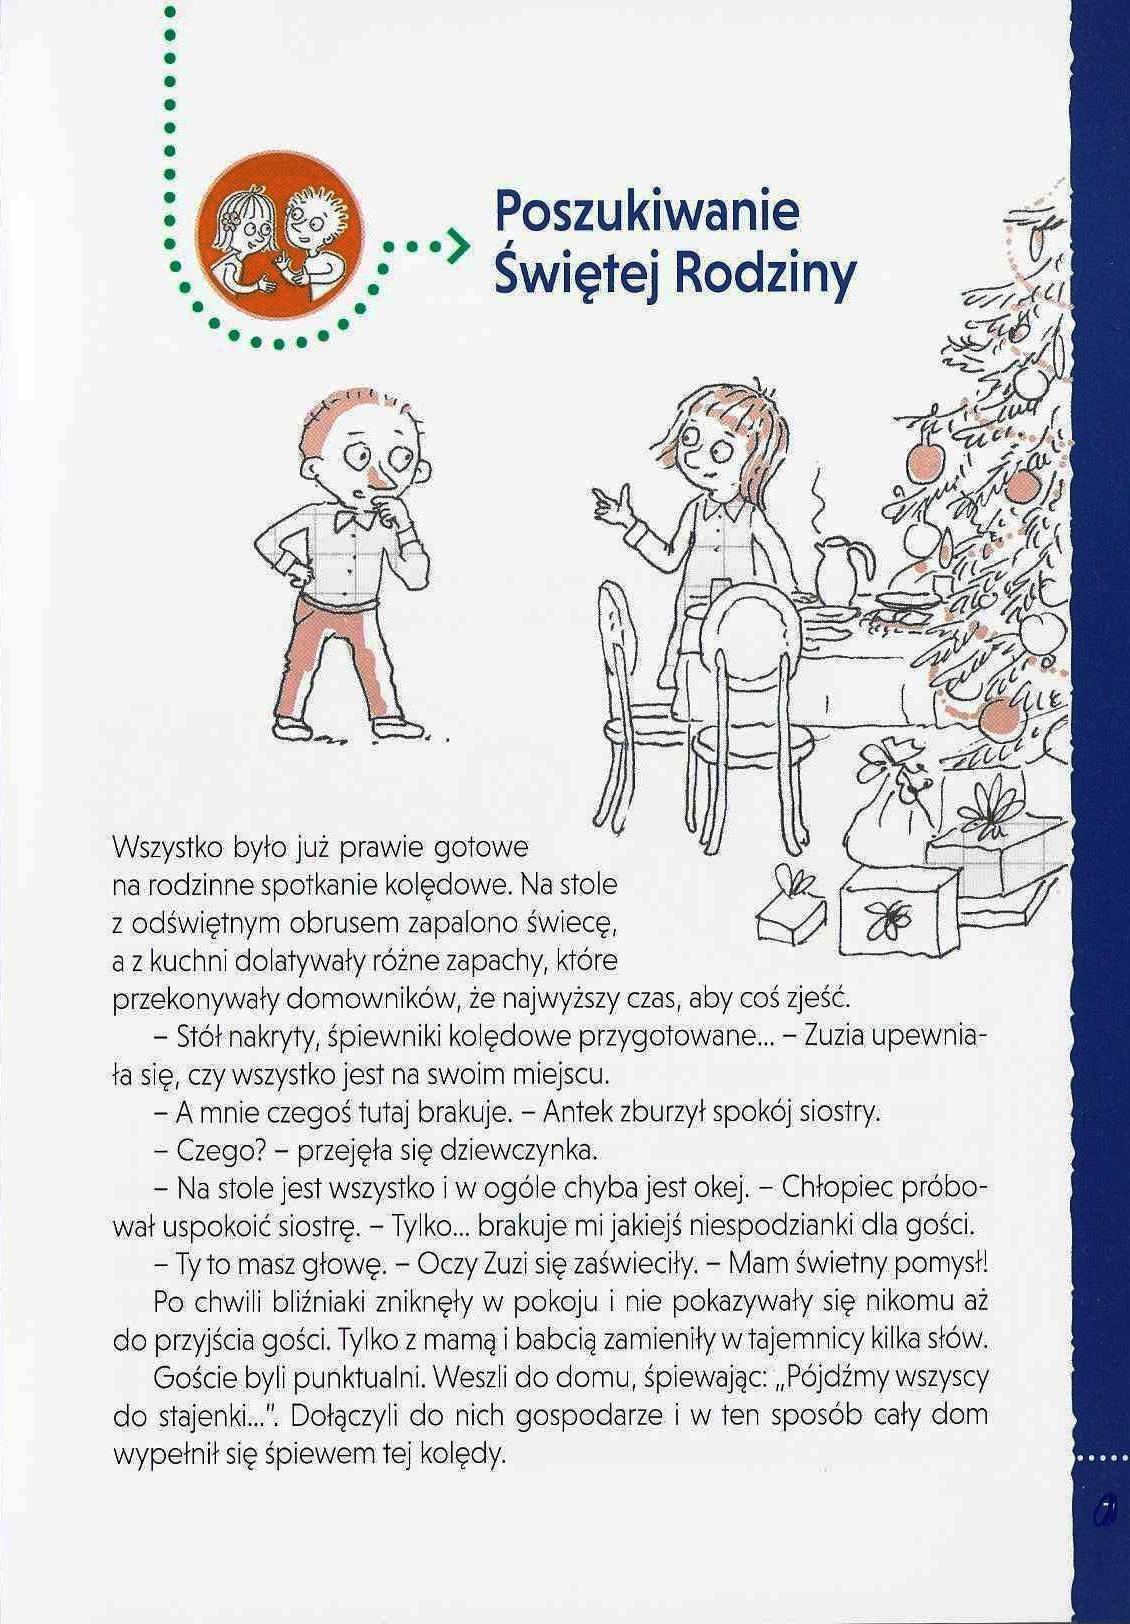 Poszukiwanie
Świętej Rodziny
Wszystko było już prawie gotowe
na rodzinne spotkanie kolędowe. Na stole
z odświętnym obrusem zapalono świecę,
a z kuchni dolatywały różne zapachy, które
przekonywały domowników, że najwyższy czas, aby coś zjeść.
– Stół nakryty, śpiewniki kolędowe przygotowane... – Zuzia upewnia-
ła się, czy wszystko jest na swoim miejscu.
– A mnie czegoś tutaj brakuje. – Antek zburzył spokój siostry.
– Czego? – przejęła się dziewczynka.
– Na stole jest wszystko i w ogóle chyba jest okej. – Chłopiec próbo-
wał uspokoić siostrę. – Tylko... brakuje mi jakiejś niespodzianki dla gości.
– Ty to masz głowę. – Oczy Zuzi się zaświeciły. – Mam świetny pomysł!
Po chwili bliźniaki zniknęły w pokoju i nie pokazywały się nikomu aż
do przyjścia gości. Tylko z mamą i babcią zamieniły w tajemnicy kilka słów.
Goście byli punktualni. Weszli do domu, śpiewając: „Pójdźmy wszyscy
do stajenki...”. Dołączyli do nich gospodarze i w ten sposób cały dom
wypełnił się śpiewem tej kolędy.